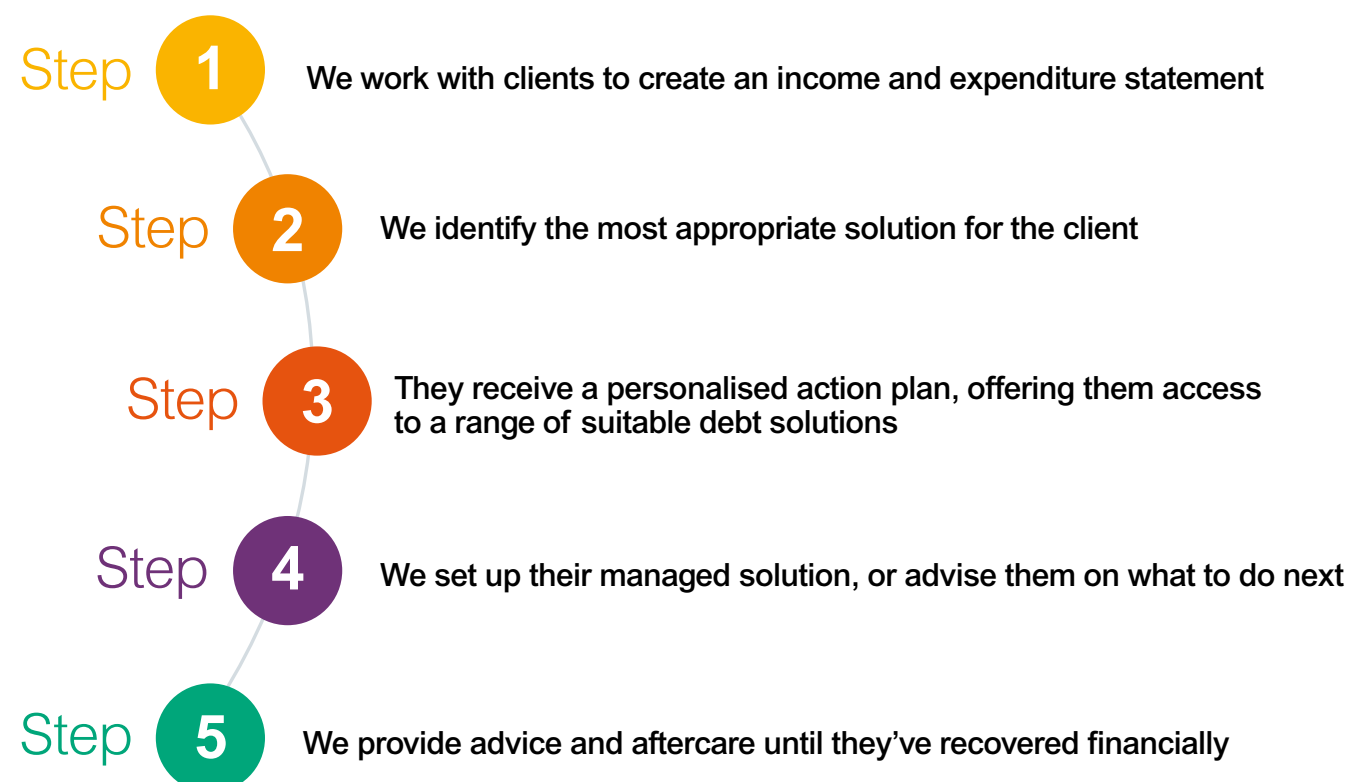 Step 1 We work with clients to create an income and expenditure statement
Step 2 We identify the most appropriate solution for the client
Step 3 They receive a personalised action plan, offering them access
to a range of suitable debt solutions
Step 4 We set up their managed solution, or advise them on what to do next
Step 5 We provide advice and aftercare until they've recovered financially